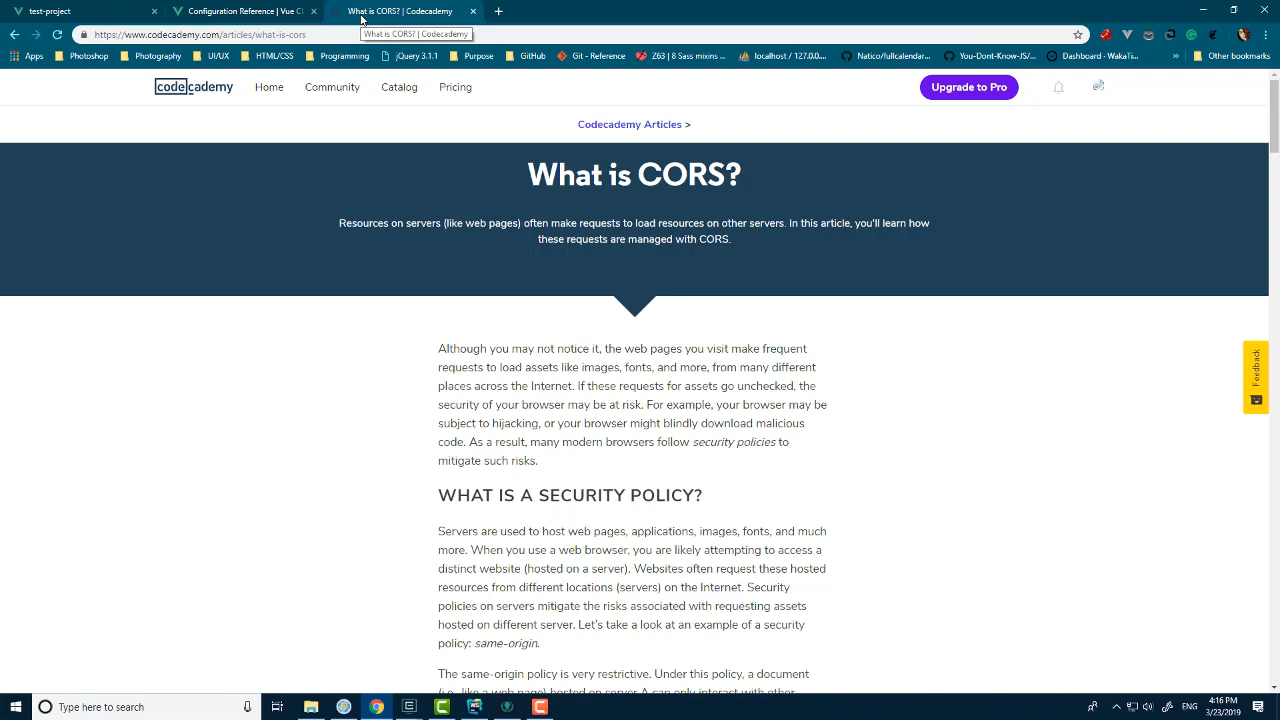 test-project
Configuration Reference | Vue Cl
What is CORS? | Codecademy
https://www.codecademy.com/articles/what-is-cors
What is CORS? | Codecademy
Apps
Photoshop
Photography
UI/UX
HTML/CSS
Programming
jQuery 3.1.1
Purpose
GitHub
Git - Reference
Z63 | 8 Sass mixins ...
localhost / 127.0.0....
Natico/fullcalendar...
You-Dont-Know-JS/...
Dashboard · WakaTi...
»
Other bookmarks
codecademy
Home
Community
Catalog
Pricing
Upgrade to Pro
Codecademy Articles >
What is CORS?
Resources on servers (like web pages) often make requests to load resources on other servers. In this article, you'll learn how
these requests are managed with CORS.
Although you may not notice it, the web pages you visit make frequent
requests to load assets like images, fonts, and more, from many different
places across the Internet. If these requests for assets go unchecked, the
security of your browser may be at risk. For example, your browser may be
subject to hijacking, or your browser might blindly download malicious
code. As a result, many modern browsers follow security policies to
mitigate such risks.
Feedback
WHAT IS A SECURITY POLICY?
Servers are used to host web pages, applications, images, fonts, and much
more. When you use a web browser, you are likely attempting to access a
distinct website (hosted on a server). Websites often request these hosted
resources from different locations (servers) on the Internet. Security
policies on servers mitigate the risks associated with requesting assets
hosted on different server. Let's take a look at an example of a security
policy: same-origin.
The same-origin policy is very restrictive. Under this policy, a document
(i.e., like a web page) hosted on server A can only interact with other
Type here to search
WS
ENG
4:16 PM
3/23/2019